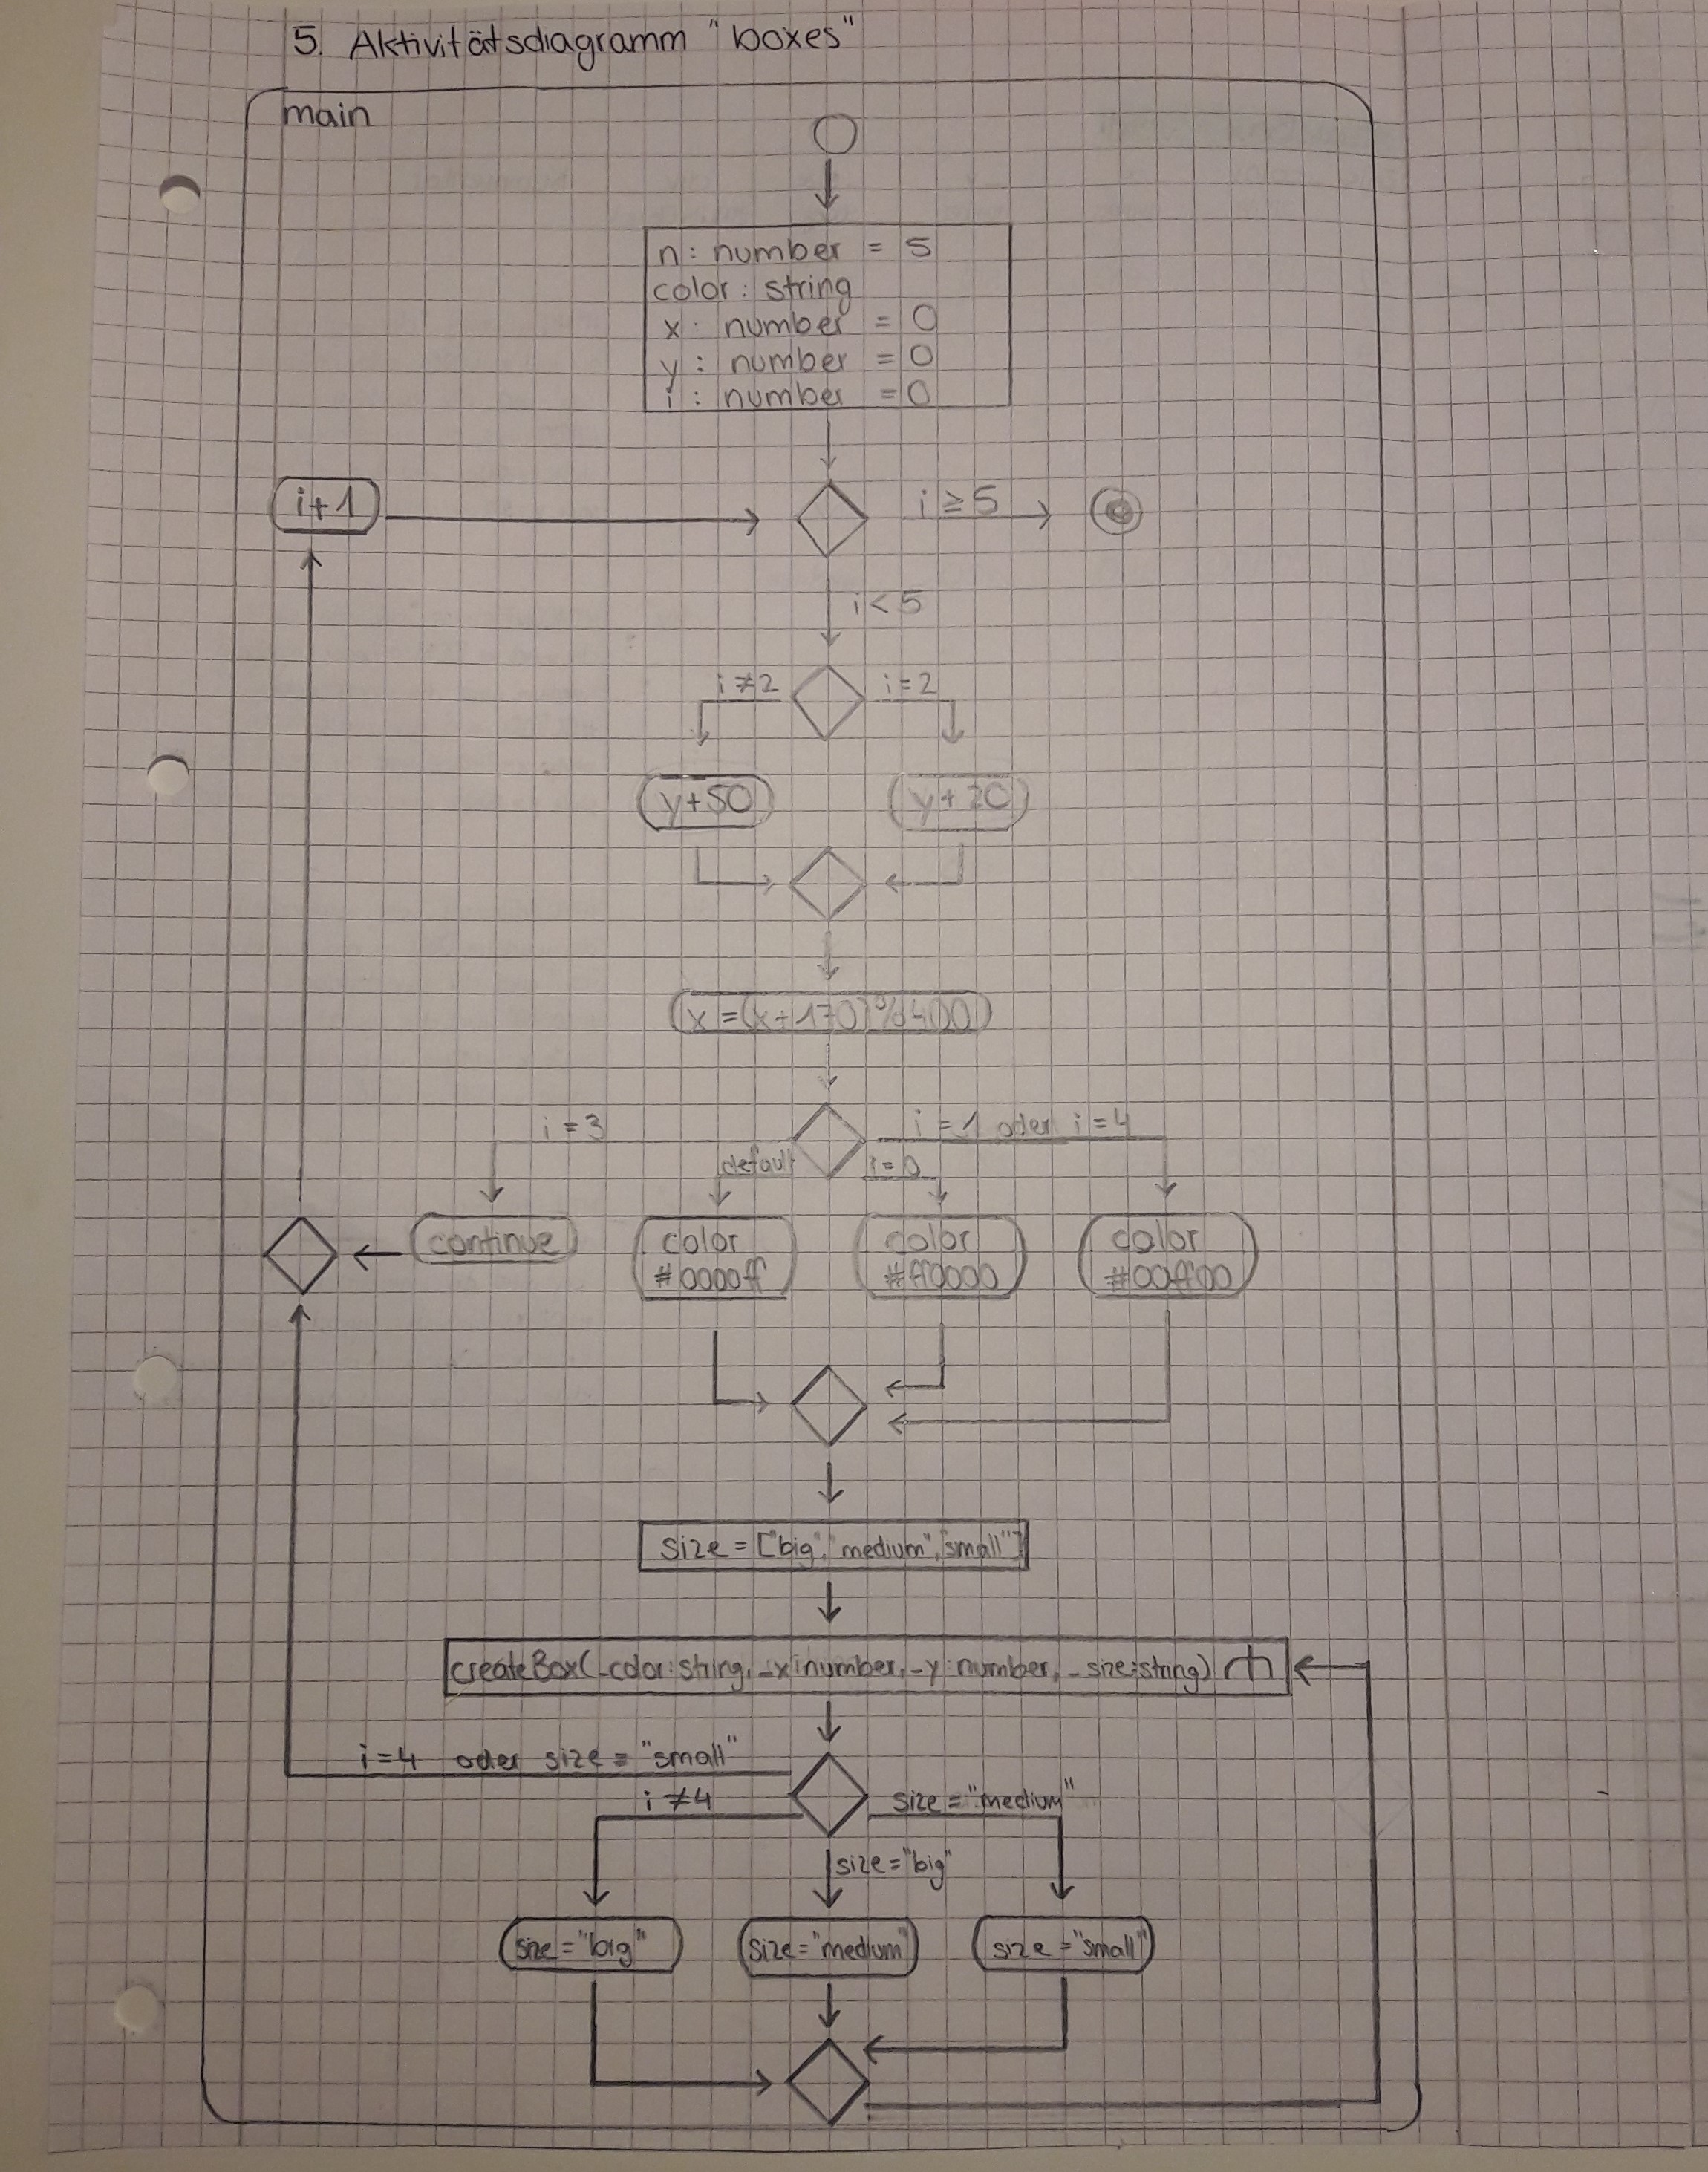 5. Aktivitätsdiagramm "boxes"
main
n: number = 5
color: string
x: number = 0
y: number = 0
i: number = 0
i+1
i ≥ 5
i < 5
i ≠ 2
i = 2
y + 50
y + 20
x = (x+170)%400
i = 3
i = 1 oder i = 4
default
i = 0
continue
color
#0000ff
color
#ff0000
color
#00ff00
size = ["big", "medium", "small"]
createBox(_color: string, _x: number, _y: number, _size: string)
i = 4 oder size = "small"
i ≠ 4
size = "medium"
size = "big"
size = "big"
size = "medium"
size = "small"